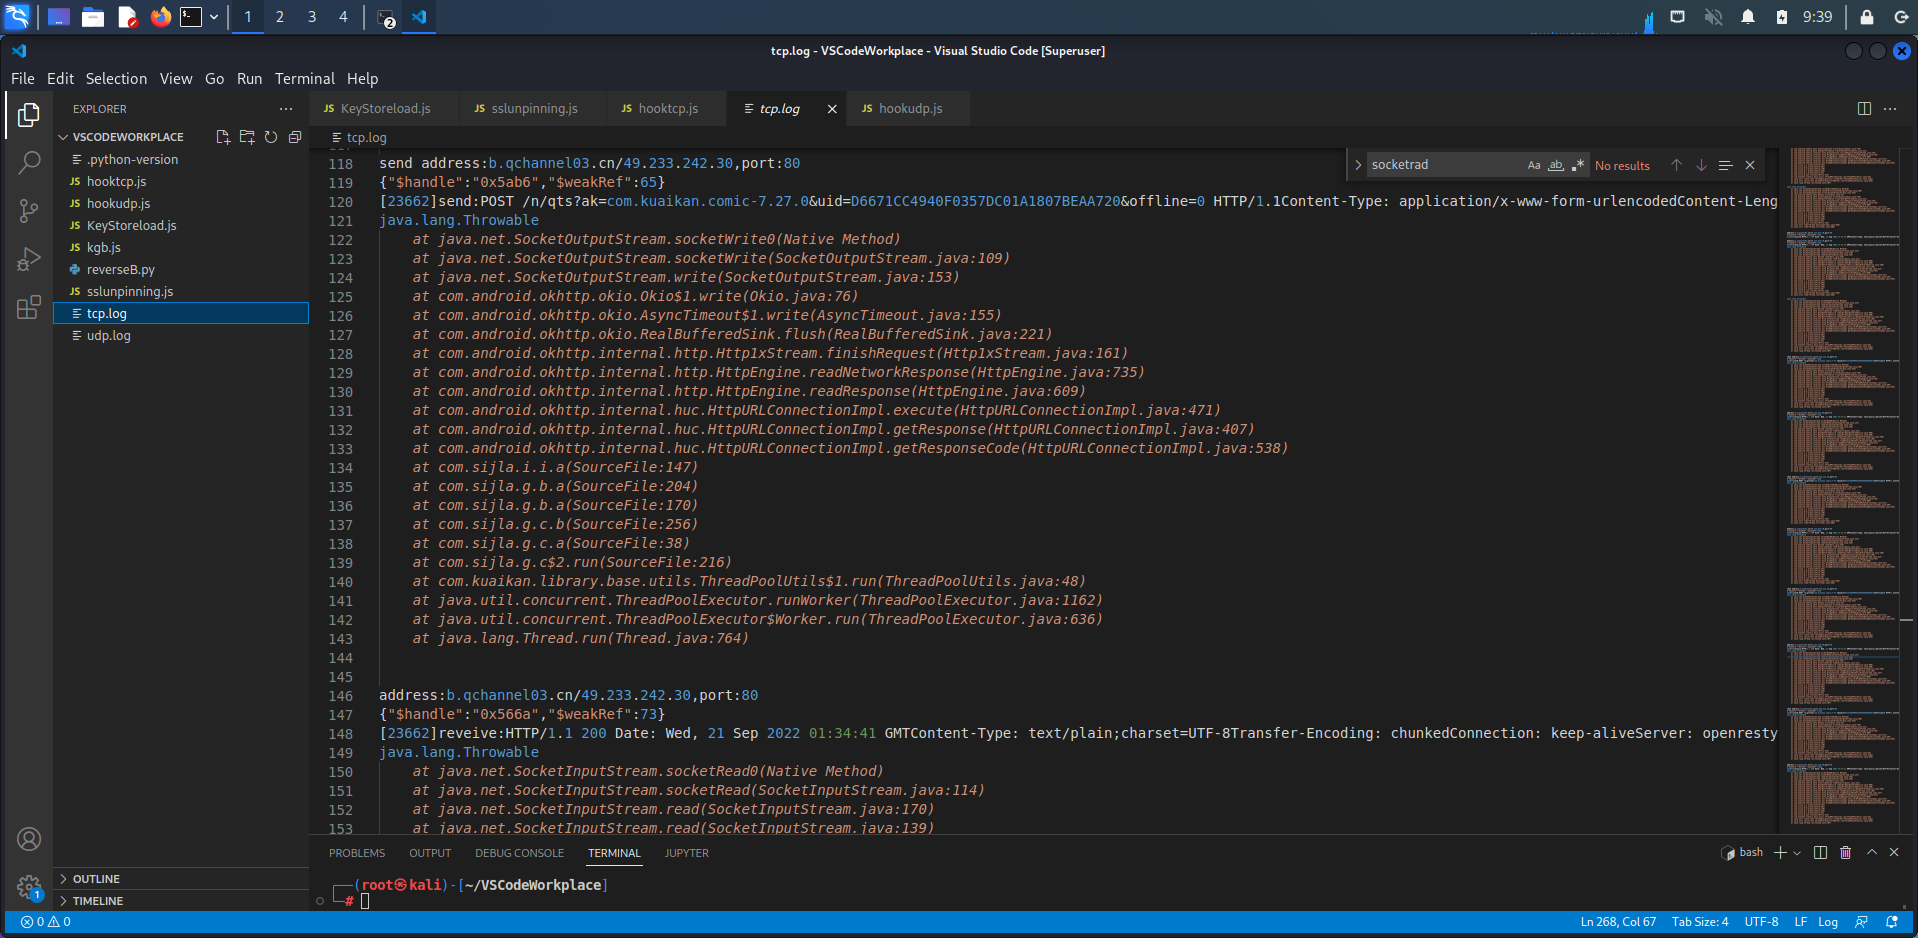 1 2 3 4
2
9:39
tcp.log - VSCodeWorkplace - Visual Studio Code [Superuser]
File Edit Selection View Go Run Terminal Help
EXPLORER
JS KeyStoreload.js JS sslunpinning.js JS hooktcp.js tcp.log JS hookudp.js
VSCODEWORKPLACE
tcp.log
.python-version
JS hooktcp.js
JS hookudp.js
JS KeyStoreload.js
JS kgb.js
reverseB.py
JS sslunpinning.js
tcp.log
udp.log
socketrad Aa ab No results
118 send address:b.qchannel03.cn/49.233.242.30,port:80
119 {"$handle":"0x5ab6","$weakRef":65}
120 [23662]send:POST /n/qts?ak=com.kuaikan.comic-7.27.0&uid=D6671CC4940F0357DC01A1807BEAA720&offline=0 HTTP/1.1Content-Type: application/x-www-form-urlencodedContent-Leng
121 java.lang.Throwable
122 at java.net.SocketOutputStream.socketWrite0(Native Method)
123 at java.net.SocketOutputStream.socketWrite(SocketOutputStream.java:109)
124 at java.net.SocketOutputStream.write(SocketOutputStream.java:153)
125 at com.android.okhttp.okio.Okio$1.write(Okio.java:76)
126 at com.android.okhttp.okio.AsyncTimeout$1.write(AsyncTimeout.java:155)
127 at com.android.okhttp.okio.RealBufferedSink.flush(RealBufferedSink.java:221)
128 at com.android.okhttp.internal.http.Http1xStream.finishRequest(Http1xStream.java:161)
129 at com.android.okhttp.internal.http.HttpEngine.readNetworkResponse(HttpEngine.java:735)
130 at com.android.okhttp.internal.http.HttpEngine.readResponse(HttpEngine.java:609)
131 at com.android.okhttp.internal.huc.HttpURLConnectionImpl.execute(HttpURLConnectionImpl.java:471)
132 at com.android.okhttp.internal.huc.HttpURLConnectionImpl.getResponse(HttpURLConnectionImpl.java:407)
133 at com.android.okhttp.internal.huc.HttpURLConnectionImpl.getResponseCode(HttpURLConnectionImpl.java:538)
134 at com.sijla.i.i.a(SourceFile:147)
135 at com.sijla.g.b.a(SourceFile:204)
136 at com.sijla.g.b.a(SourceFile:170)
137 at com.sijla.g.c.b(SourceFile:256)
138 at com.sijla.g.c.a(SourceFile:38)
139 at com.sijla.g.c$2.run(SourceFile:216)
140 at com.kuaikan.library.base.utils.ThreadPoolUtils$1.run(ThreadPoolUtils.java:48)
141 at java.util.concurrent.ThreadPoolExecutor.runWorker(ThreadPoolExecutor.java:1162)
142 at java.util.concurrent.ThreadPoolExecutor$Worker.run(ThreadPoolExecutor.java:636)
143 at java.lang.Thread.run(Thread.java:764)
144
145
146 address:b.qchannel03.cn/49.233.242.30,port:80
147 {"$handle":"0x566a","$weakRef":73}
148 [23662]reveive:HTTP/1.1 200 Date: Wed, 21 Sep 2022 01:34:41 GMTContent-Type: text/plain;charset=UTF-8Transfer-Encoding: chunkedConnection: keep-aliveServer: openresty
149 java.lang.Throwable
150 at java.net.SocketInputStream.socketRead0(Native Method)
151 at java.net.SocketInputStream.socketRead(SocketInputStream.java:114)
152 at java.net.SocketInputStream.read(SocketInputStream.java:170)
153 at java.net.SocketInputStream.read(SocketInputStream.java:139)
PROBLEMS OUTPUT DEBUG CONSOLE TERMINAL JUPYTER
bash
(root㉿kali)-[~/VSCodeWorkplace]
#
OUTLINE
TIMELINE
1
0 0
Ln 268, Col 67 Tab Size: 4 UTF-8 LF Log